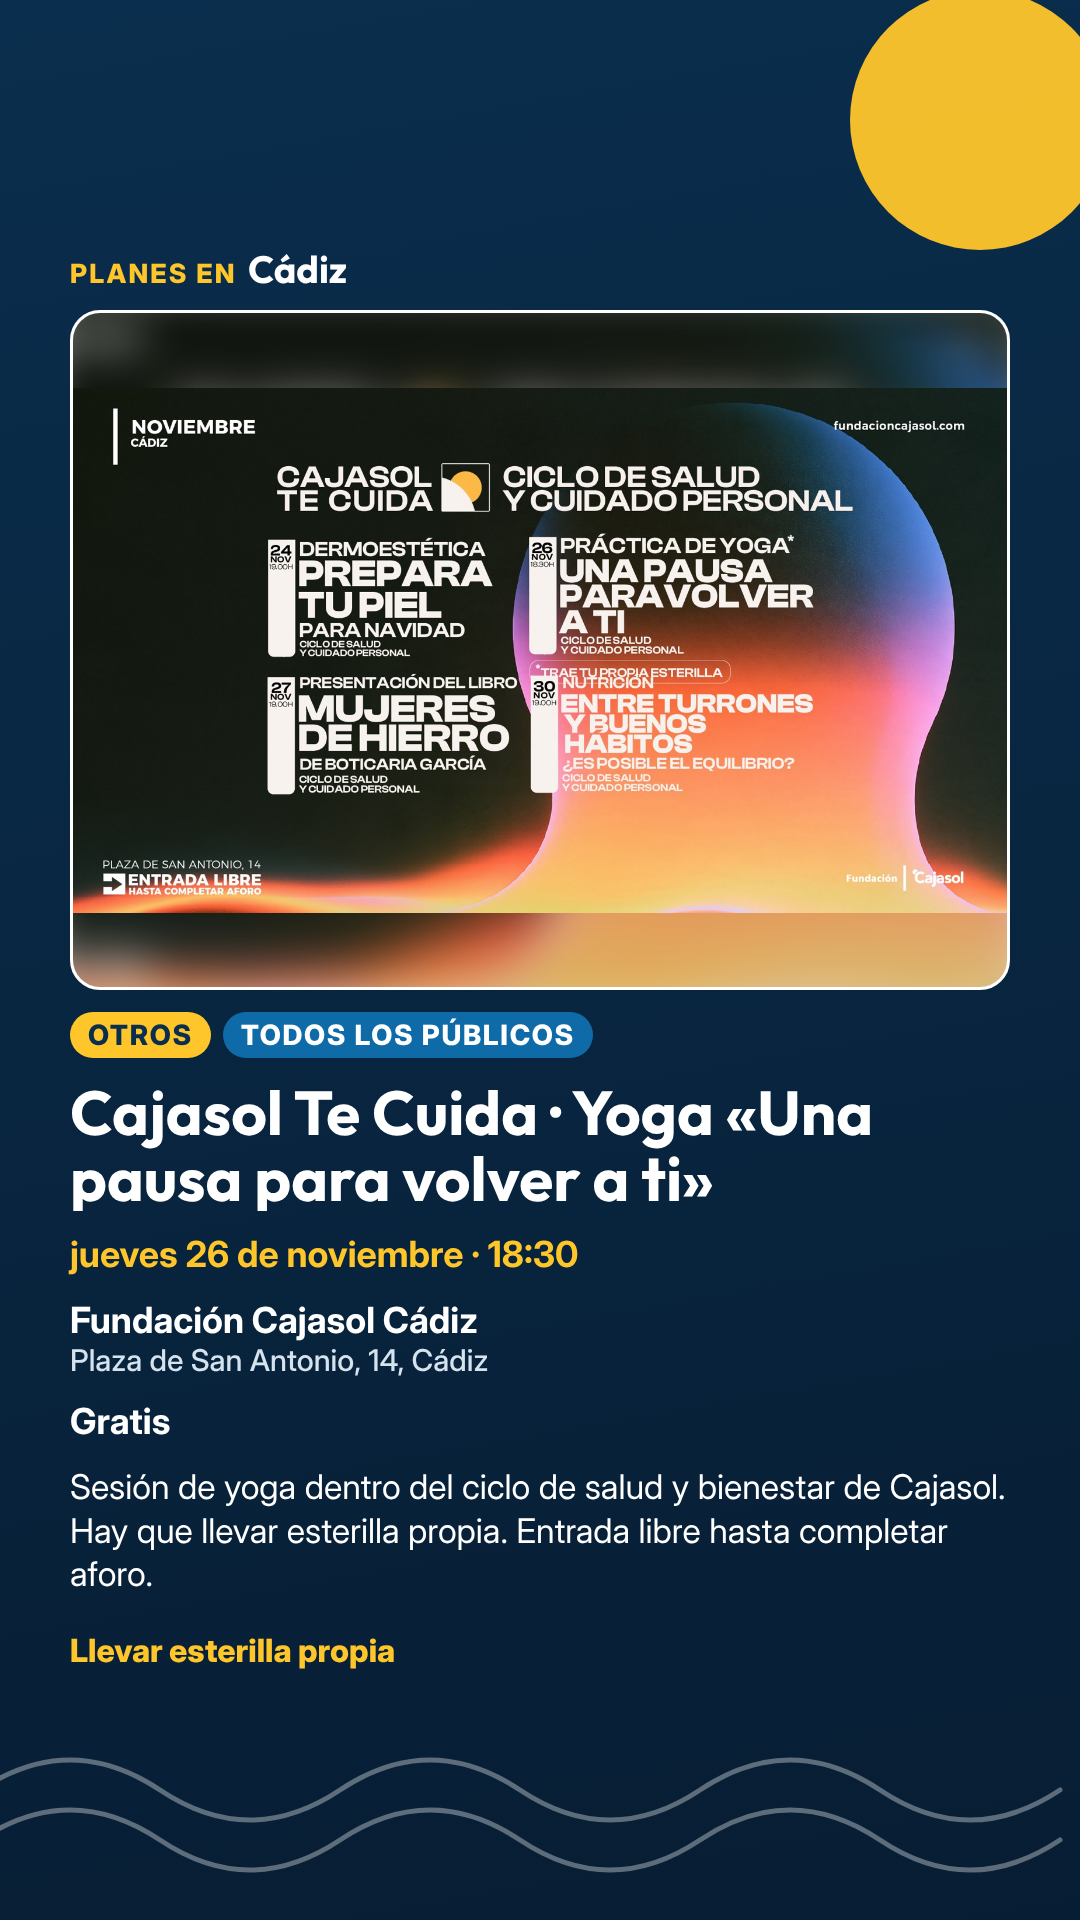 PLANES EN Cádiz
NOVIEMBRE
CÁDIZ
fundacioncajasol.com
CAJASOL
TE CUIDA
CICLO DE SALUD
Y CUIDADO PERSONAL
24
NOV
19.00H
DERMOESTÉTICA
PREPARA
TU PIEL
PARA NAVIDAD
CICLO DE SALUD
Y CUIDADO PERSONAL
26
NOV
18.30H
PRÁCTICA DE YOGA*
UNA PAUSA
PARA VOLVER
A TI
CICLO DE SALUD
Y CUIDADO PERSONAL
*TRAE TU PROPIA ESTERILLA
27
NOV
19.00H
PRESENTACIÓN DEL LIBRO
MUJERES
DE HIERRO
DE BOTICARIA GARCÍA
CICLO DE SALUD
Y CUIDADO PERSONAL
30
NOV
19.00H
NUTRICIÓN
ENTRE TURRONES
Y BUENOS
HÁBITOS
¿ES POSIBLE EL EQUILIBRIO?
CICLO DE SALUD
Y CUIDADO PERSONAL
PLAZA DE SAN ANTONIO, 14
ENTRADA LIBRE
HASTA COMPLETAR AFORO
Fundación Cajasol
OTROS
TODOS LOS PÚBLICOS
Cajasol Te Cuida · Yoga «Una
pausa para volver a ti»
jueves 26 de noviembre · 18:30
Fundación Cajasol Cádiz
Plaza de San Antonio, 14, Cádiz
Gratis
Sesión de yoga dentro del ciclo de salud y bienestar de Cajasol.
Hay que llevar esterilla propia. Entrada libre hasta completar
aforo.
Llevar esterilla propia